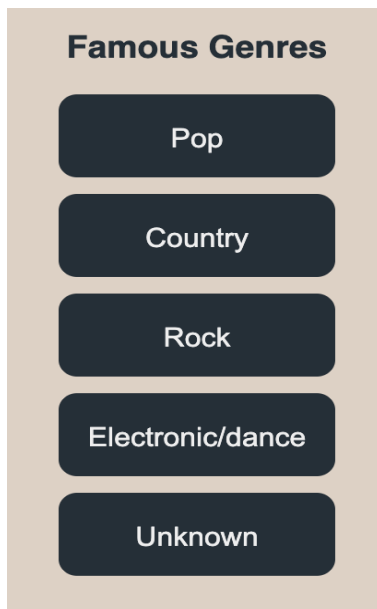 Famous Genres
Pop
Country
Rock
Electronic/dance
Unknown